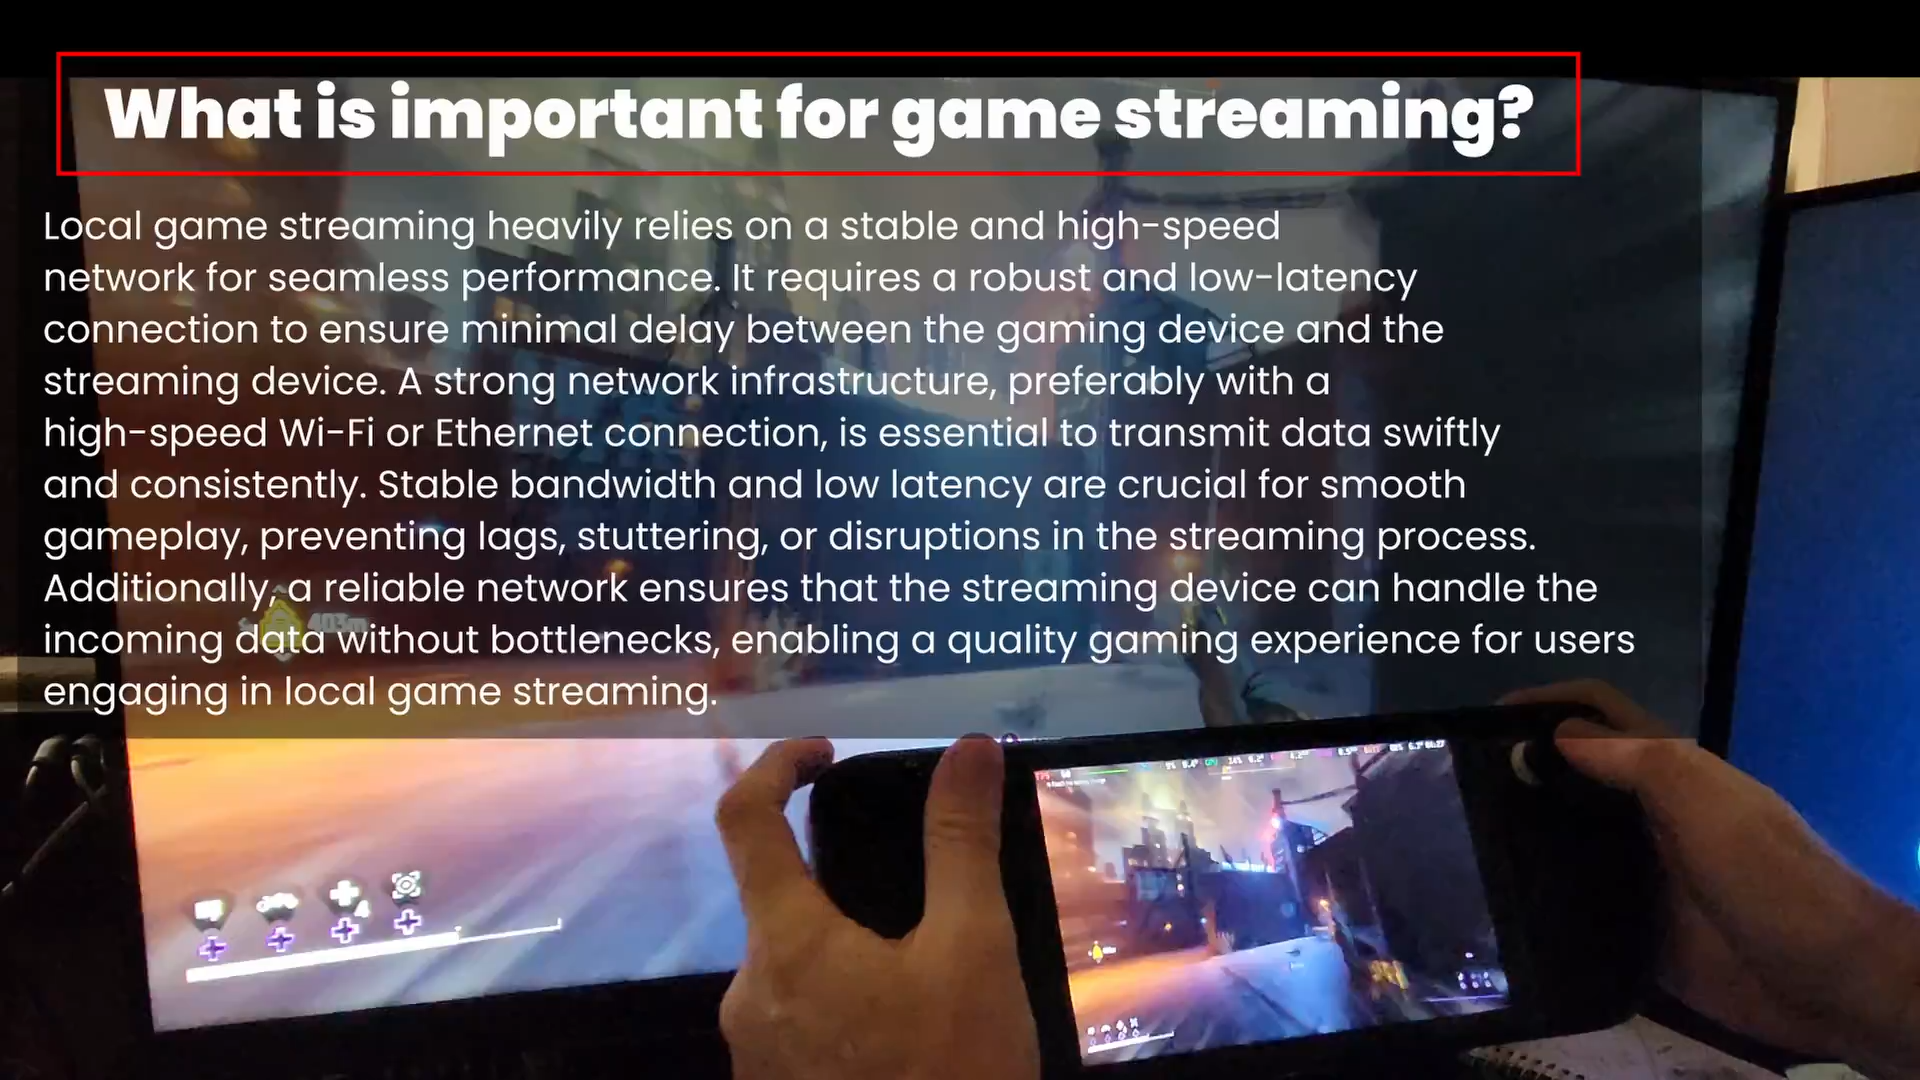 What is important for game streaming?
Local game streaming heavily relies on a stable and high-speed
network for seamless performance. It requires a robust and low-latency
connection to ensure minimal delay between the gaming device and the
streaming device. A strong network infrastructure, preferably with a
high-speed Wi-Fi or Ethernet connection, is essential to transmit data swiftly
and consistently. Stable bandwidth and low latency are crucial for smooth
gameplay, preventing lags, stuttering, or disruptions in the streaming process.
Additionally, a reliable network ensures that the streaming device can handle the
incoming data without bottlenecks, enabling a quality gaming experience for users
engaging in local game streaming.
403m
4